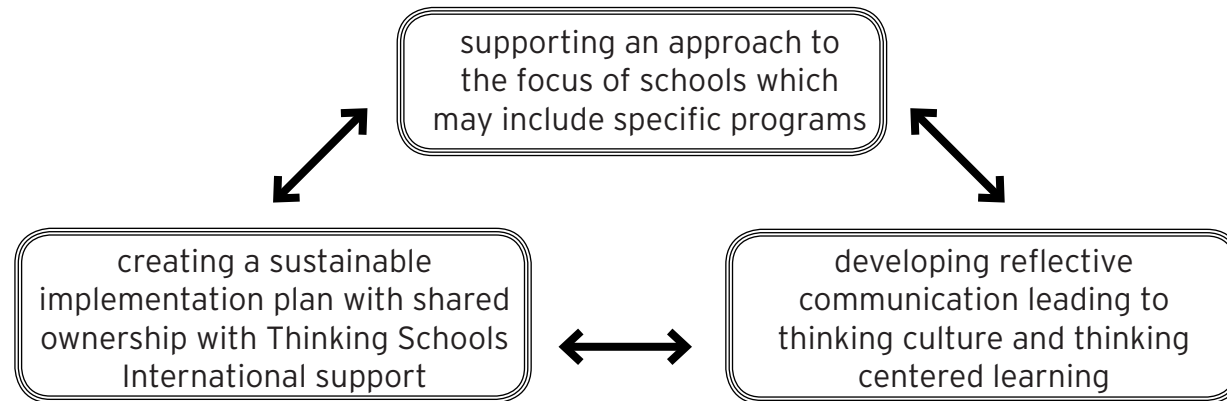 supporting an approach to
the focus of schools which
may include specific programs
creating a sustainable
implementation plan with shared
ownership with Thinking Schools
International support
developing reflective
communication leading to
thinking culture and thinking
centered learning